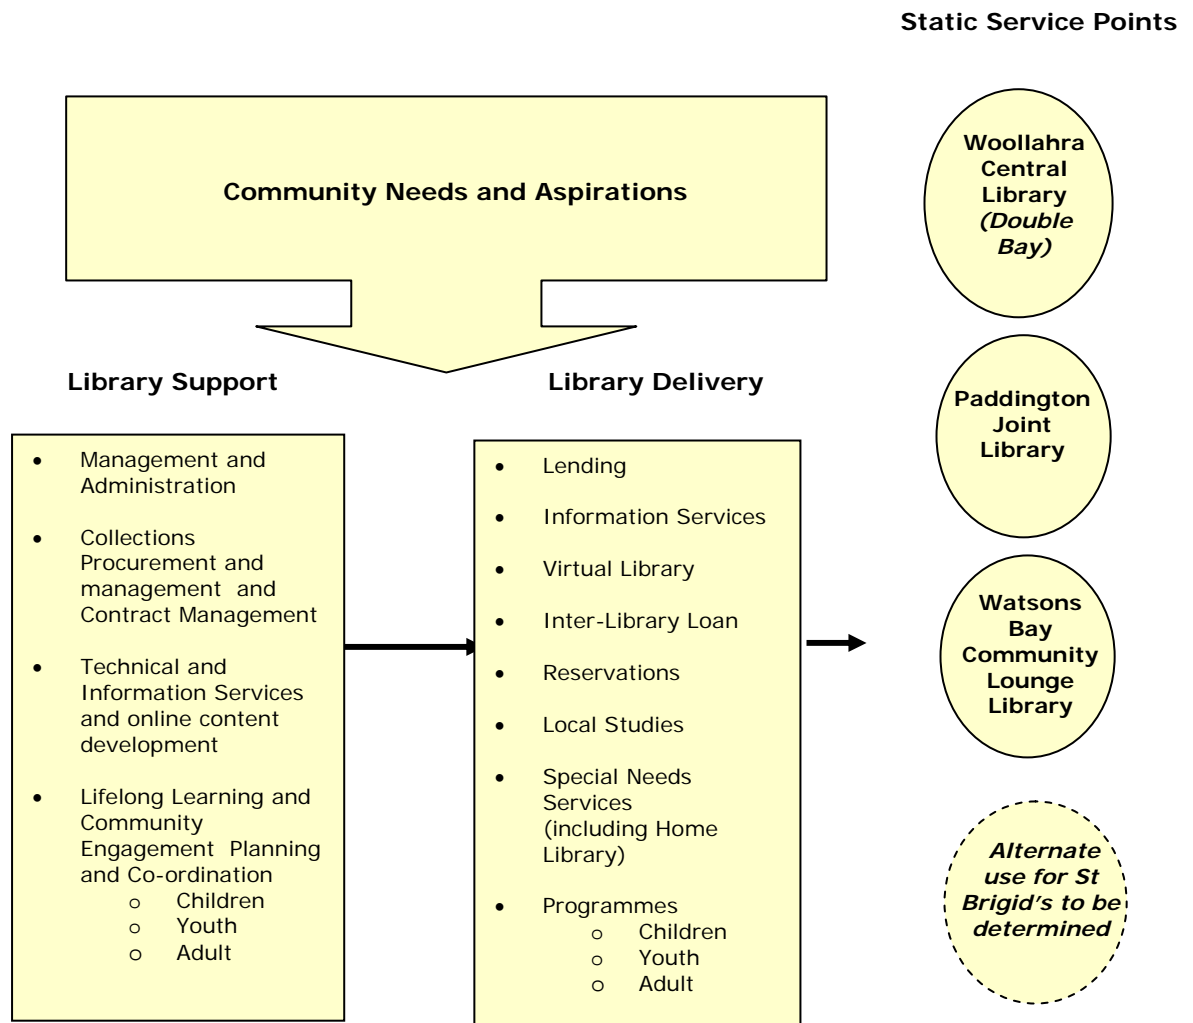 Static Service Points
Community Needs and Aspirations
Woollahra
Central
Library
(Double
Bay)
Library Support
• Management and
Administration
• Collections
Procurement and
management and
Contract Management
• Technical and
Information Services
and online content
development
• Lifelong Learning and
Community
Engagement Planning
and Co-ordination
o Children
o Youth
o Adult
Library Delivery
• Lending
• Information Services
• Virtual Library
• Inter-Library Loan
• Reservations
• Local Studies
• Special Needs
Services
(including Home
Library)
• Programmes
o Children
o Youth
o Adult
Paddington
Joint
Library
Watsons
Bay
Community
Lounge
Library
Alternate
use for St
Brigid's to be
determined